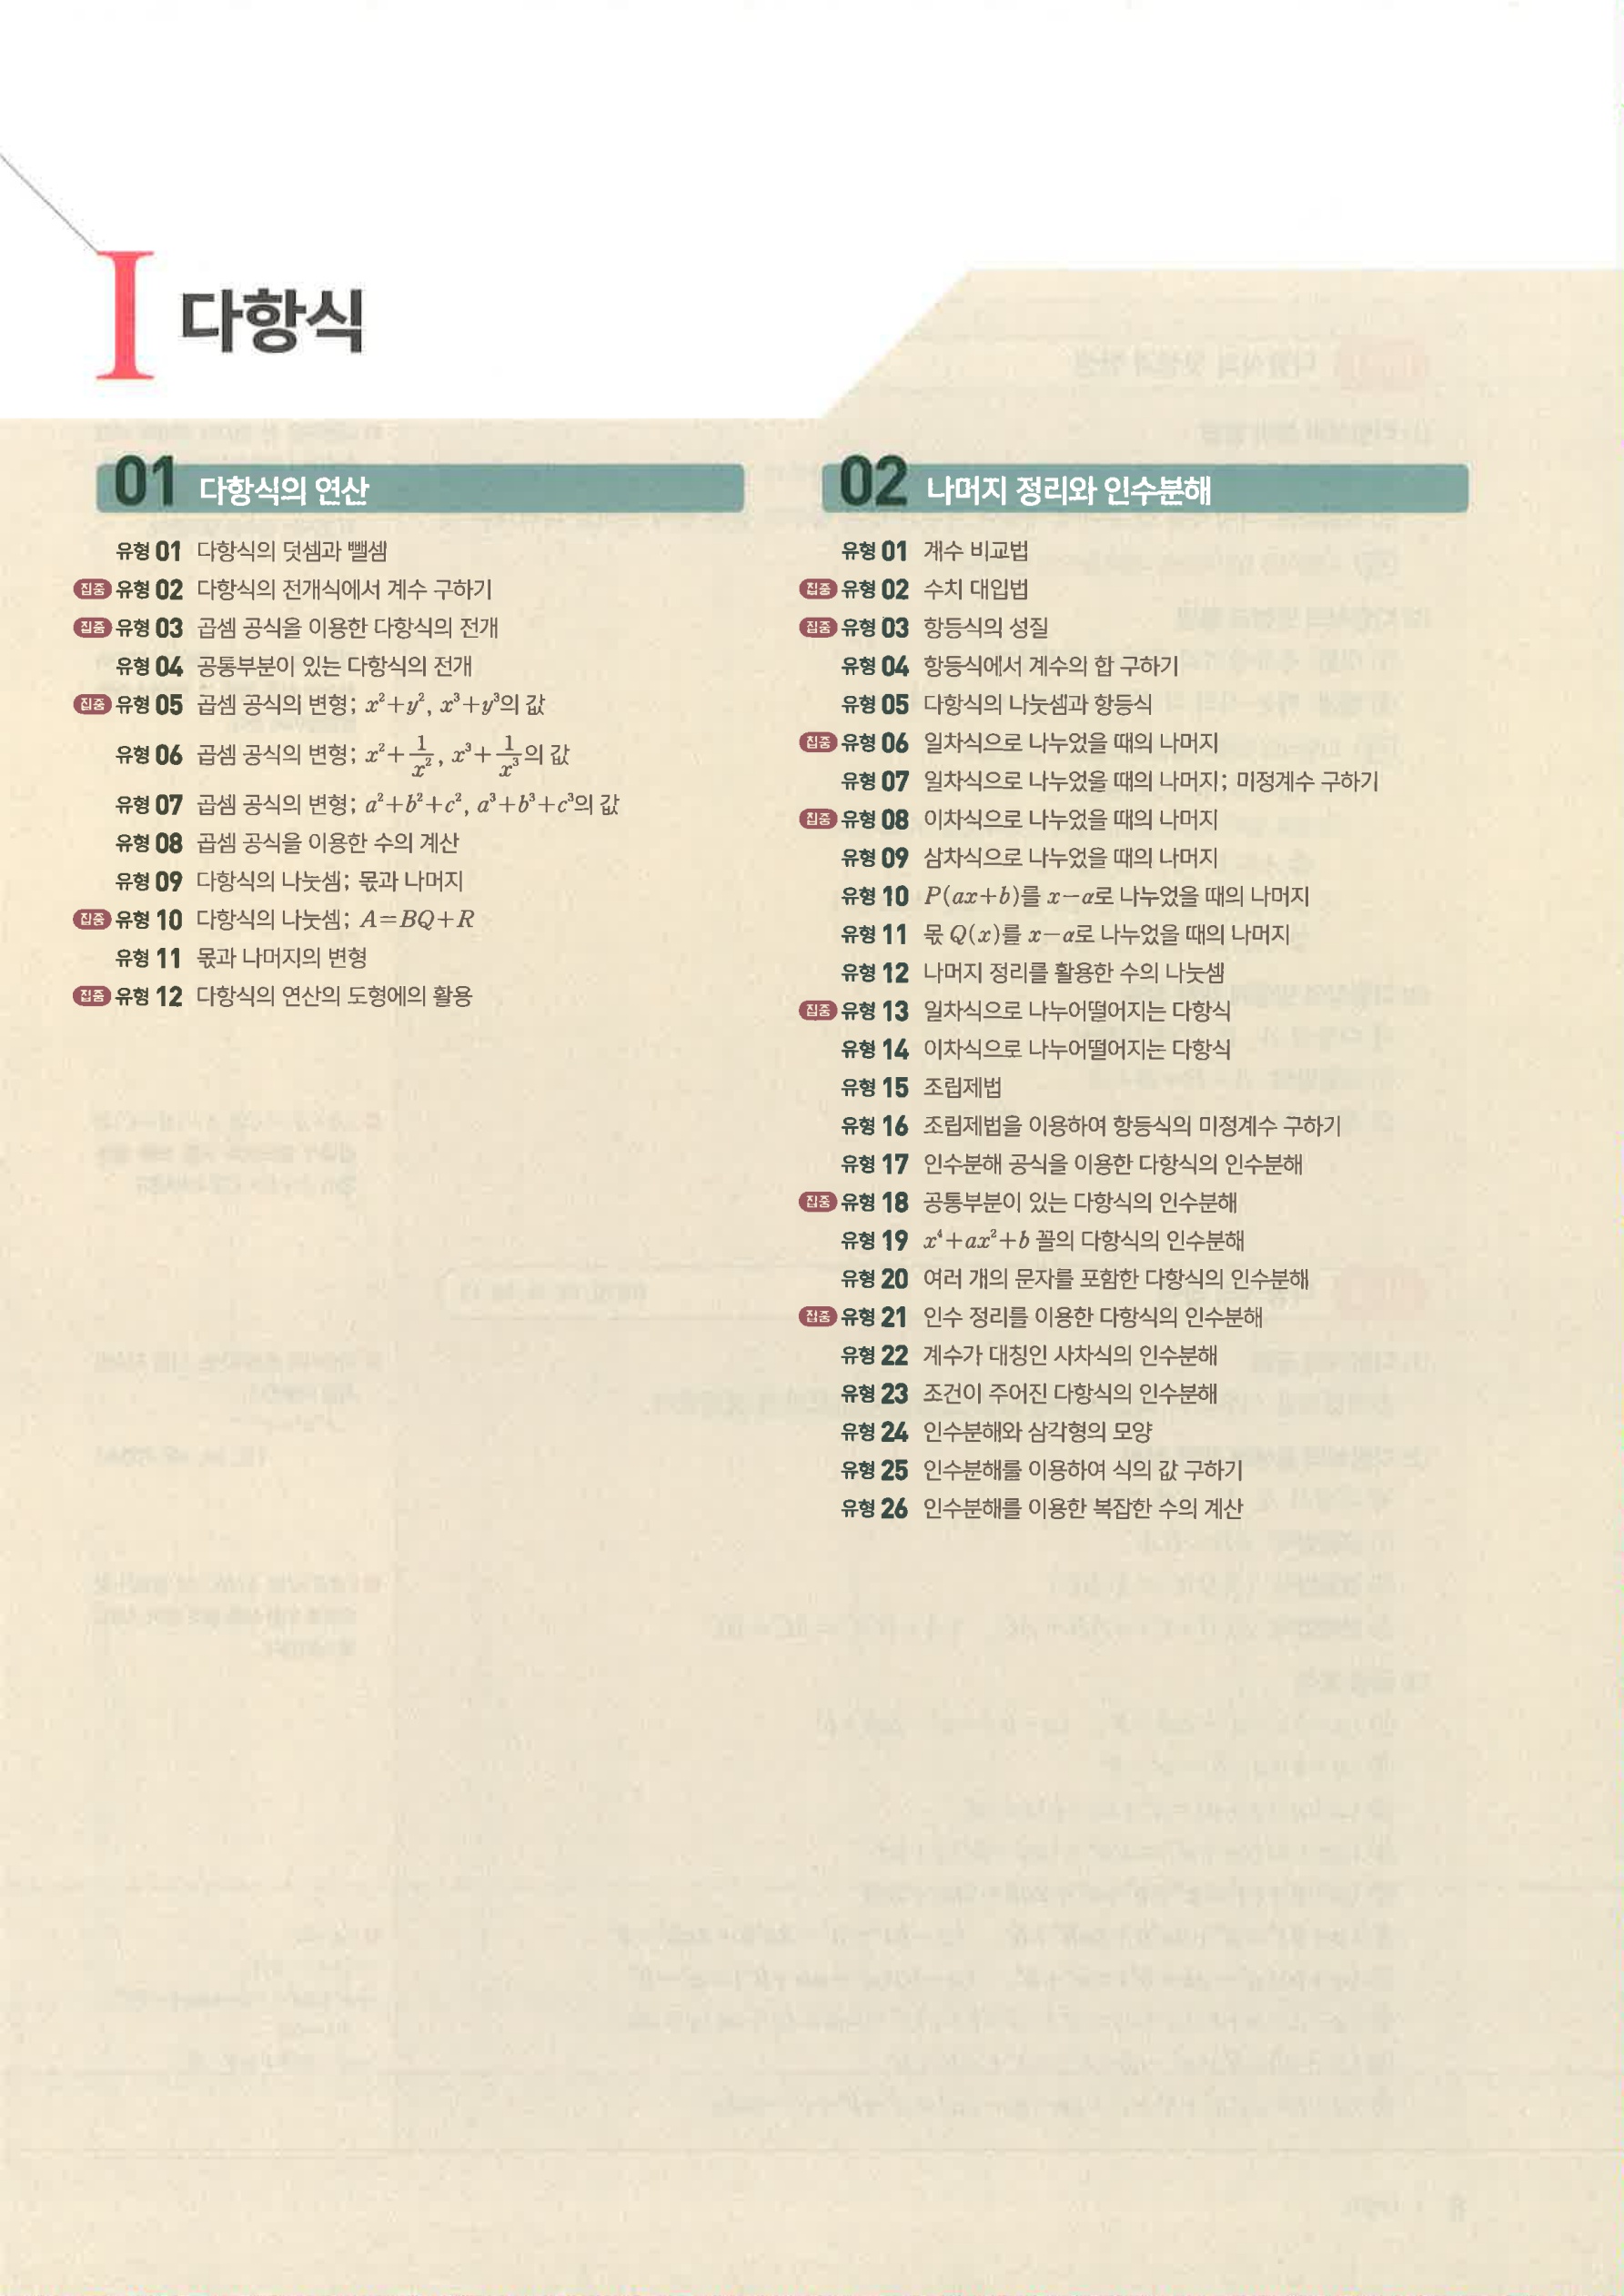 I 다항식
01 다항식의 연산
유형 01 다항식의 덧셈과 뺄셈
집중 유형 02 다항식의 전개식에서 계수 구하기
집중 유형 03 곱셈 공식을 이용한 다항식의 전개
유형 04 공통부분이 있는 다항식의 전개
집중 유형 05 곱셈 공식의 변형; x²+y², x³+y³의 값
유형 06 곱셈 공식의 변형; x²+1/x², x³+1/x³의 값
유형 07 곱셈 공식의 변형; a²+b²+c², a³+b³+c³의 값
유형 08 곱셈 공식을 이용한 수의 계산
유형 09 다항식의 나눗셈; 몫과 나머지
집중 유형 10 다항식의 나눗셈; A=BQ+R
유형 11 몫과 나머지의 변형
집중 유형 12 다항식의 연산의 도형에의 활용
02 나머지 정리와 인수분해
유형 01 계수 비교법
집중 유형 02 수치 대입법
집중 유형 03 항등식의 성질
유형 04 항등식에서 계수의 합 구하기
유형 05 다항식의 나눗셈과 항등식
집중 유형 06 일차식으로 나누었을 때의 나머지
유형 07 일차식으로 나누었을 때의 나머지; 미정계수 구하기
집중 유형 08 이차식으로 나누었을 때의 나머지
유형 09 삼차식으로 나누었을 때의 나머지
유형 10 P(ax+b)를 x-α로 나누었을 때의 나머지
유형 11 몫 Q(x)를 x-α로 나누었을 때의 나머지
유형 12 나머지 정리를 활용한 수의 나눗셈
집중 유형 13 일차식으로 나누어떨어지는 다항식
유형 14 이차식으로 나누어떨어지는 다항식
유형 15 조립제법
유형 16 조립제법을 이용하여 항등식의 미정계수 구하기
유형 17 인수분해 공식을 이용한 다항식의 인수분해
집중 유형 18 공통부분이 있는 다항식의 인수분해
유형 19 x⁴+ax²+b 꼴의 다항식의 인수분해
유형 20 여러 개의 문자를 포함한 다항식의 인수분해
집중 유형 21 인수 정리를 이용한 다항식의 인수분해
유형 22 계수가 대칭인 사차식의 인수분해
유형 23 조건이 주어진 다항식의 인수분해
유형 24 인수분해와 삼각형의 모양
유형 25 인수분해를 이용하여 식의 값 구하기
유형 26 인수분해를 이용한 복잡한 수의 계산